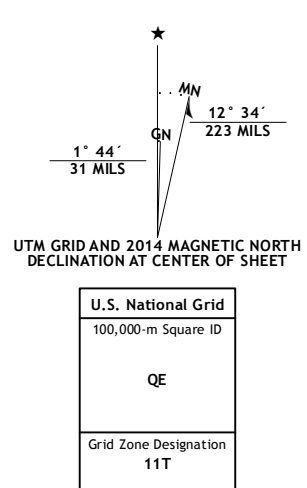 ★
MN
GN
12° 34´
223 MILS
1° 44´
31 MILS
UTM GRID AND 2014 MAGNETIC NORTH
DECLINATION AT CENTER OF SHEET
U.S. National Grid
100,000-m Square ID
QE
Grid Zone Designation
11T